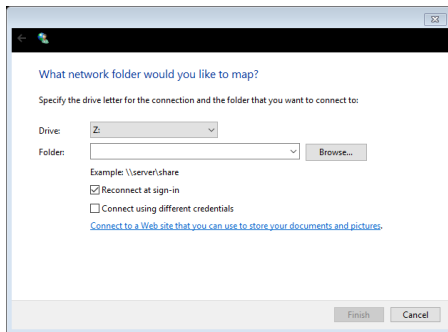 What network folder would you like to map?
Specify the drive letter for the connection and the folder that you want to connect to:
Drive: Z:
Folder: Browse...
Example: \\server\share
Reconnect at sign-in
Connect using different credentials
Connect to a Web site that you can use to store your documents and pictures.
Finish Cancel